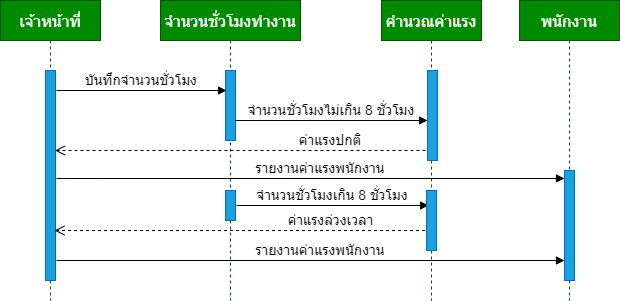 เจ้าหน้าที่
จำนวนชั่วโมงทำงาน
คำนวณค่าแรง
พนักงาน
บันทึกจำนวนชั่วโมง
จำนวนชั่วโมงไม่เกิน 8 ชั่วโมง
ค่าแรงปกติ
รายงานค่าแรงพนักงาน
จำนวนชั่วโมงเกิน 8 ชั่วโมง
ค่าแรงล่วงเวลา
รายงานค่าแรงพนักงาน